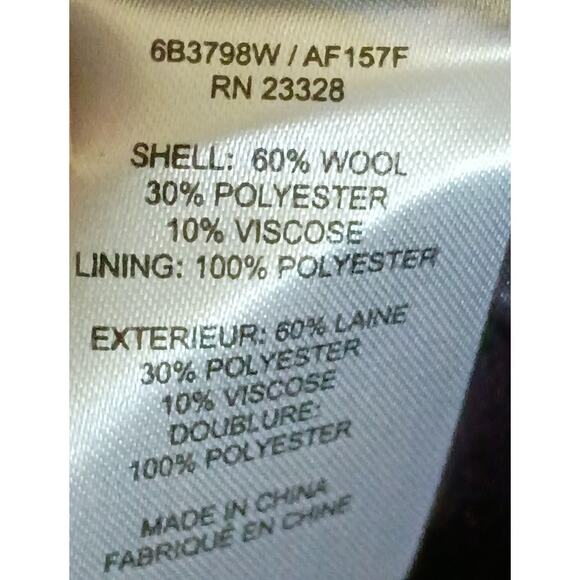 6B3798W / AF157F
RN 23328
SHELL: 60% WOOL
30% POLYESTER
10% VISCOSE
LINING: 100% POLYESTER
EXTERIEUR: 60% LAINE
30% POLYESTER
10% VISCOSE
DOUBLURE:
100% POLYESTER
MADE IN CHINA
FABRIQUÉ EN CHINE